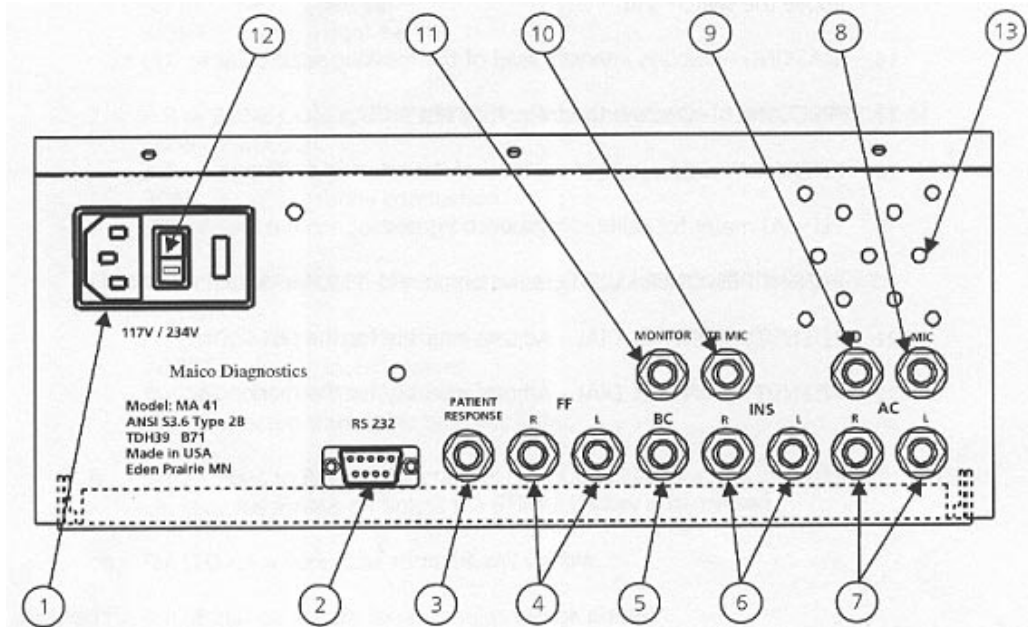 12 11 10 9 8 13
117V / 234V
MONITOR TB MIC MIC
Maico Diagnostics
Model: MA 41
ANSI S3.6 Type 2B
TDH39 B71
Made in USA
Eden Prairie MN
RS 232
PATIENT
RESPONSE
FF
R L
BC
INS
R L
AC
R L
1 2 3 4 5 6 7